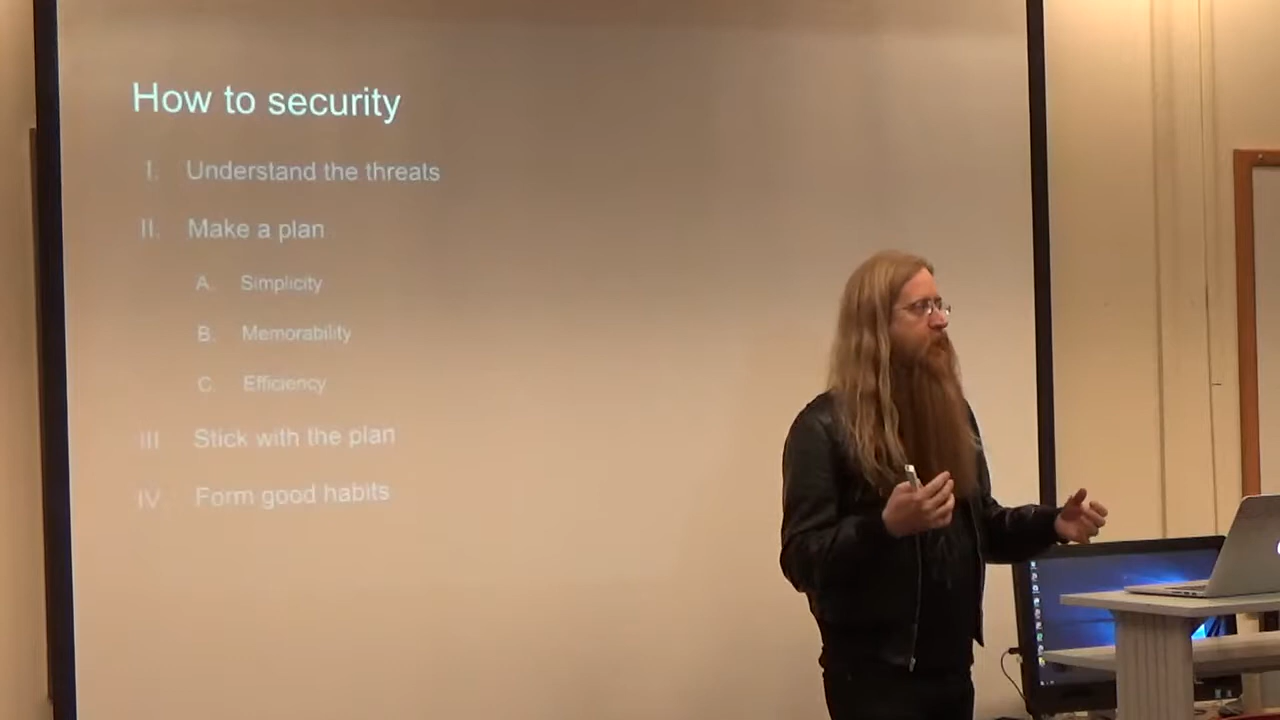 How to security
I. Understand the threats
II. Make a plan
A. Simplicity
B. Memorability
C. Efficiency
III Stick with the plan
IV. Form good habits